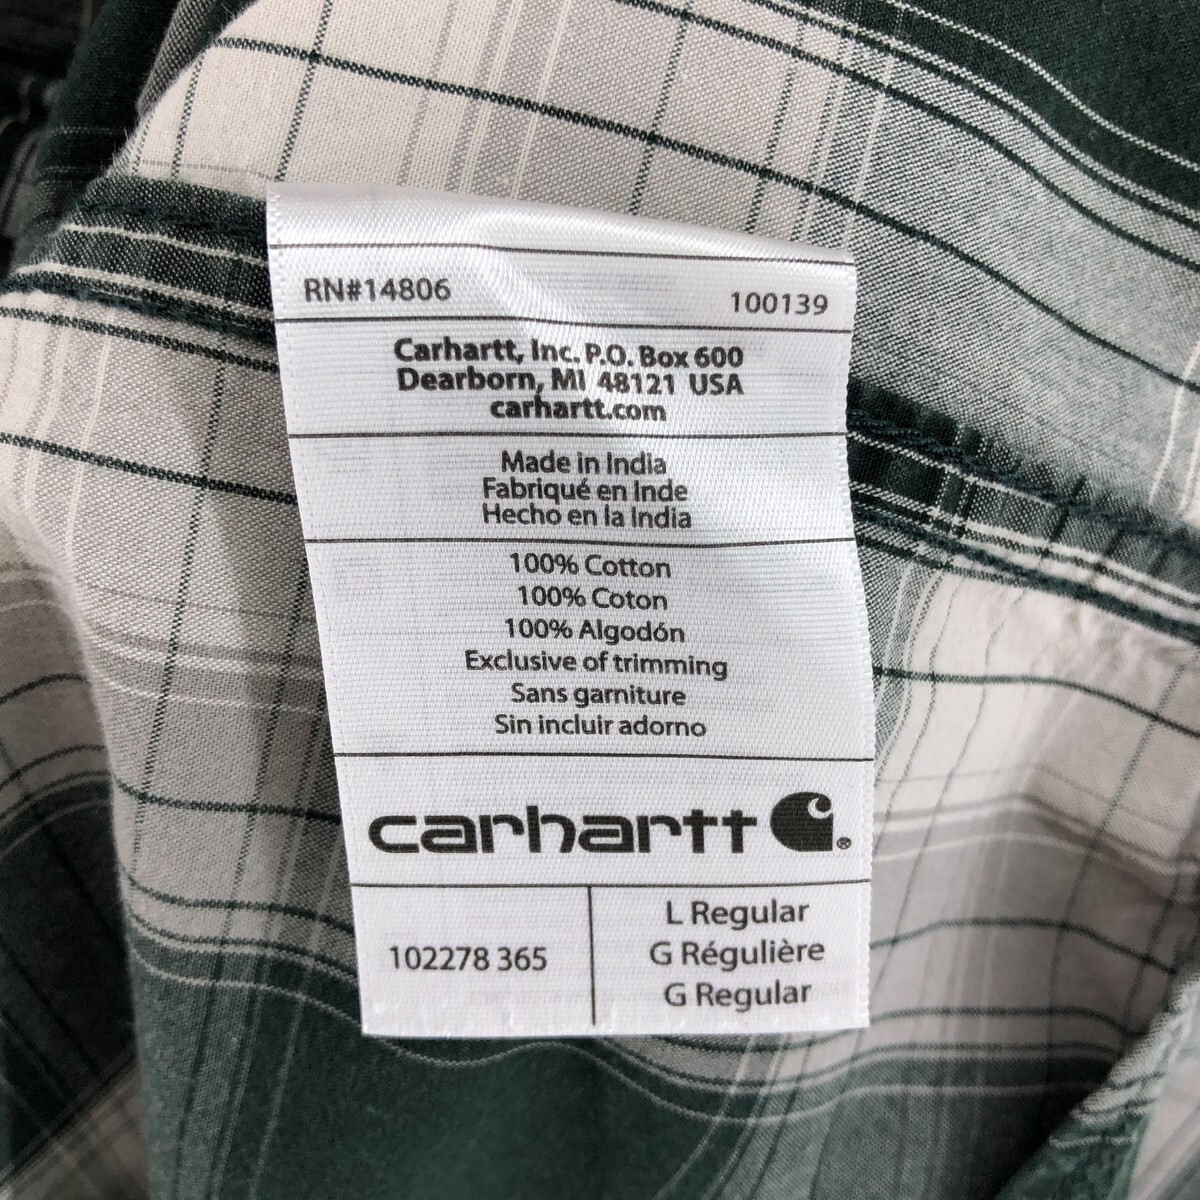 RN#14806 100139
Carhartt, Inc. P.O. Box 600
Dearborn, MI 48121 USA
carhartt.com
Made in India
Fabriqué en Inde
Hecho en la India
100% Cotton
100% Coton
100% Algodón
Exclusive of trimming
Sans garniture
Sin incluir adorno
carhartt ®
102278 365
L Regular
G Régulière
G Regular